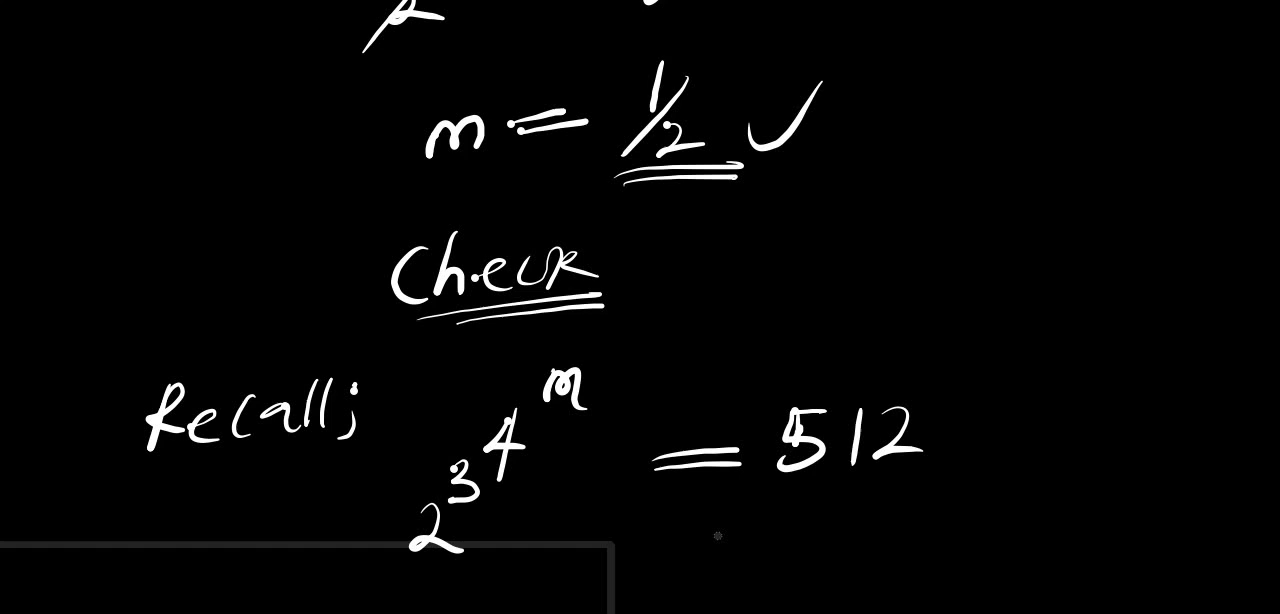 m = 1/2 ✓
Check
Recall; 2^3^4^m = 512